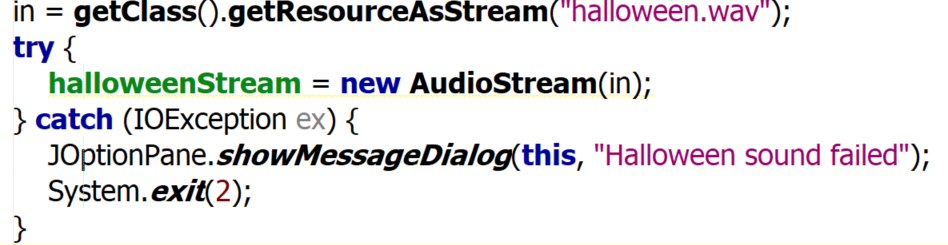 in = getClass().getResourceAsStream("halloween.wav");
try {
halloweenStream = new AudioStream(in);
} catch (IOException ex) {
JOptionPane.showMessageDialog(this, "Halloween sound failed");
System.exit(2);
}